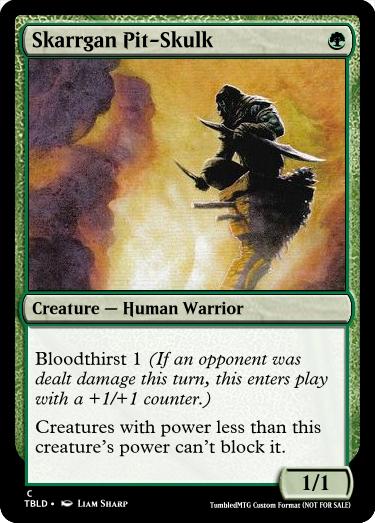 Skarrgan Pit-Skulk
Creature — Human Warrior
Bloodthirst 1 (If an opponent was
dealt damage this turn, this enters play
with a +1/+1 counter.)
Creatures with power less than this
creature's power can't block it.
1/1
C
TBLD • Liam Sharp
TumbledMTG Custom Format (NOT FOR SALE)